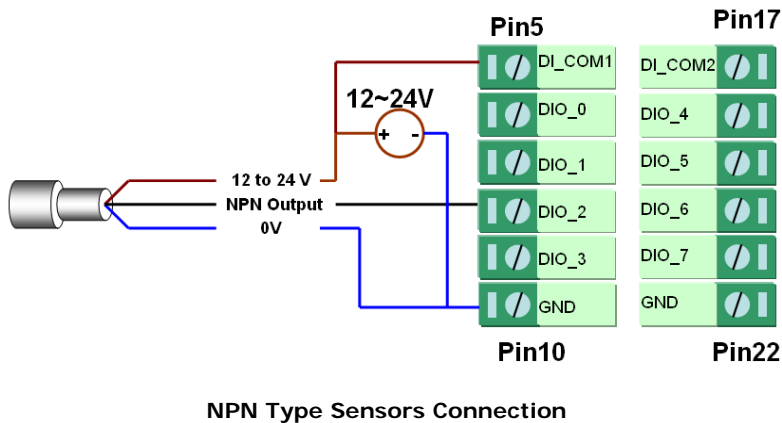 Pin5
Pin17
12~24V
+ -
DI_COM1
DIO_0
DIO_1
DIO_2
DIO_3
GND
DI_COM2
DIO_4
DIO_5
DIO_6
DIO_7
GND
12 to 24 V
NPN Output
0V
Pin10
Pin22
NPN Type Sensors Connection